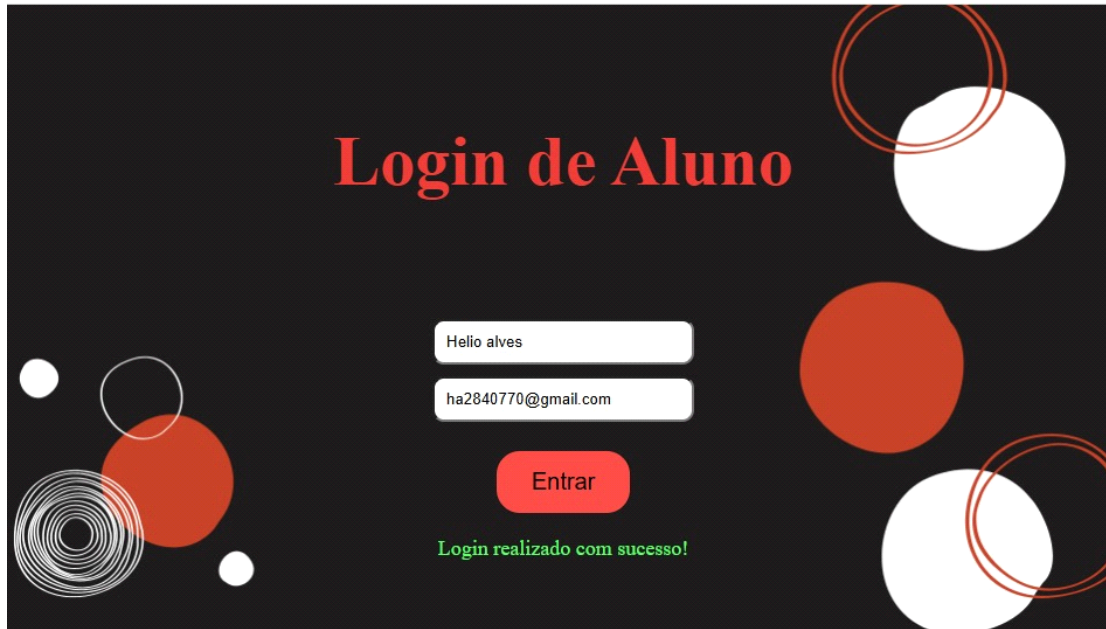 Login de Aluno
Helio alves
ha2840770@gmail.com
Entrar
Login realizado com sucesso!